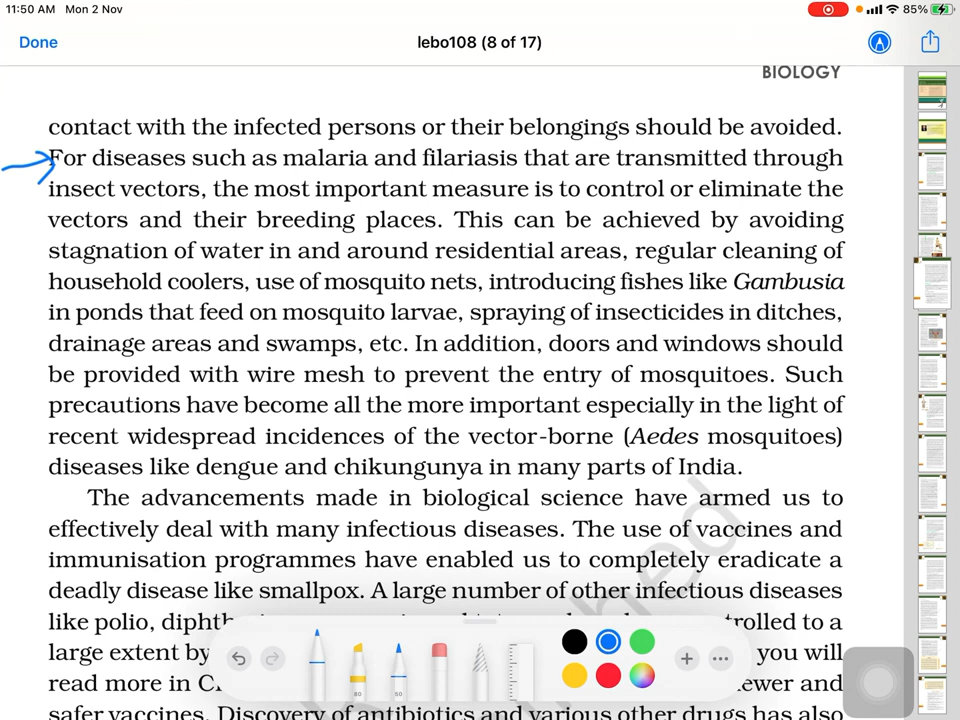 11:50 AM Mon 2 Nov
85%
Done
lebo108 (8 of 17)
BIOLOGY
contact with the infected persons or their belongings should be avoided.
For diseases such as malaria and filariasis that are transmitted through
insect vectors, the most important measure is to control or eliminate the
vectors and their breeding places. This can be achieved by avoiding
stagnation of water in and around residential areas, regular cleaning of
household coolers, use of mosquito nets, introducing fishes like Gambusia
in ponds that feed on mosquito larvae, spraying of insecticides in ditches,
drainage areas and swamps, etc. In addition, doors and windows should
be provided with wire mesh to prevent the entry of mosquitoes. Such
precautions have become all the more important especially in the light of
recent widespread incidences of the vector-borne (Aedes mosquitoes)
diseases like dengue and chikungunya in many parts of India.
The advancements made in biological science have armed us to
effectively deal with many infectious diseases. The use of vaccines and
immunisation programmes have enabled us to completely eradicate a
deadly disease like smallpox. A large number of other infectious diseases
like polio, to a
large extent by you will
read more in and
safer vaccines. Discovery of antibiotics and various other drugs has also
80
50